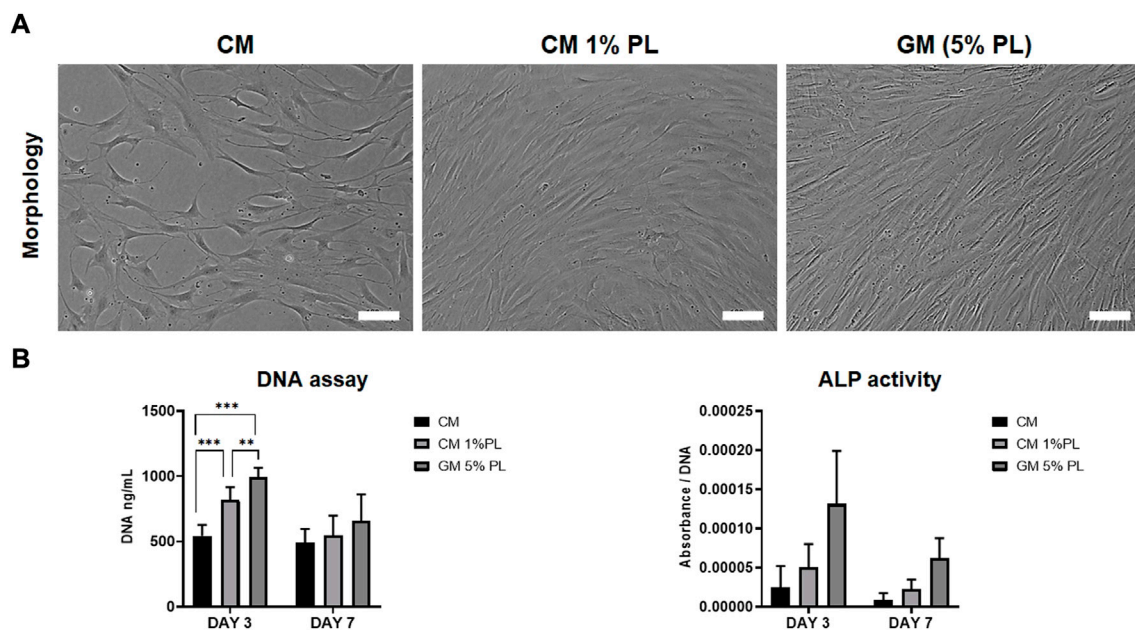 A
CM
CM 1% PL
GM (5% PL)
Morphology
B
DNA assay
DNA ng/mL
1500
1000
500
0
***
***
**
DAY 3
DAY 7
CM
CM 1%PL
GM 5% PL
ALP activity
Absorbance / DNA
0.00025
0.00020
0.00015
0.00010
0.00005
0.00000
DAY 3
DAY 7
CM
CM 1%PL
GM 5% PL